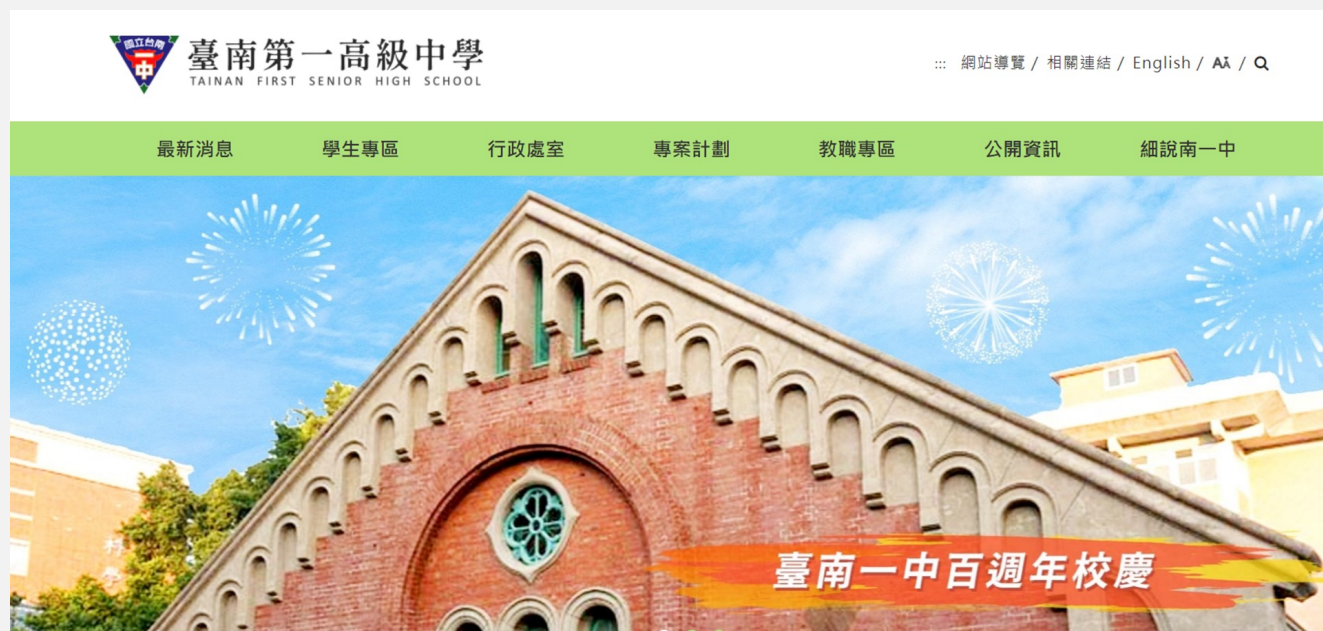 國立台南
一中
臺南第一高級中學
TAINAN FIRST SENIOR HIGH SCHOOL
::: 網站導覽 / 相關連結 / English / AA /
最新消息 學生專區 行政處室 專案計劃 教職專區 公開資訊 細說南一中
臺南一中百週年校慶